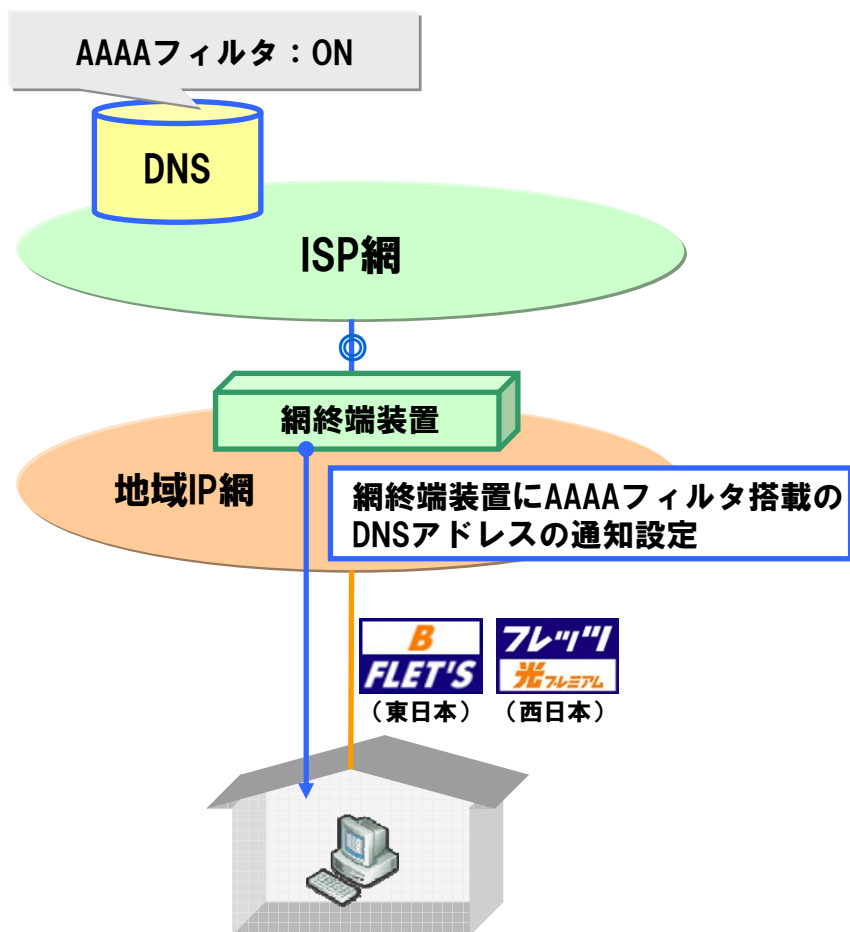 AAAAフィルタ：ON
DNS
ISP網
網終端装置
地域IP網
網終端装置にAAAAフィルタ搭載の
DNSアドレスの通知設定
B
FLET'S
フレッツ
光プレミアム
（東日本）
（西日本）